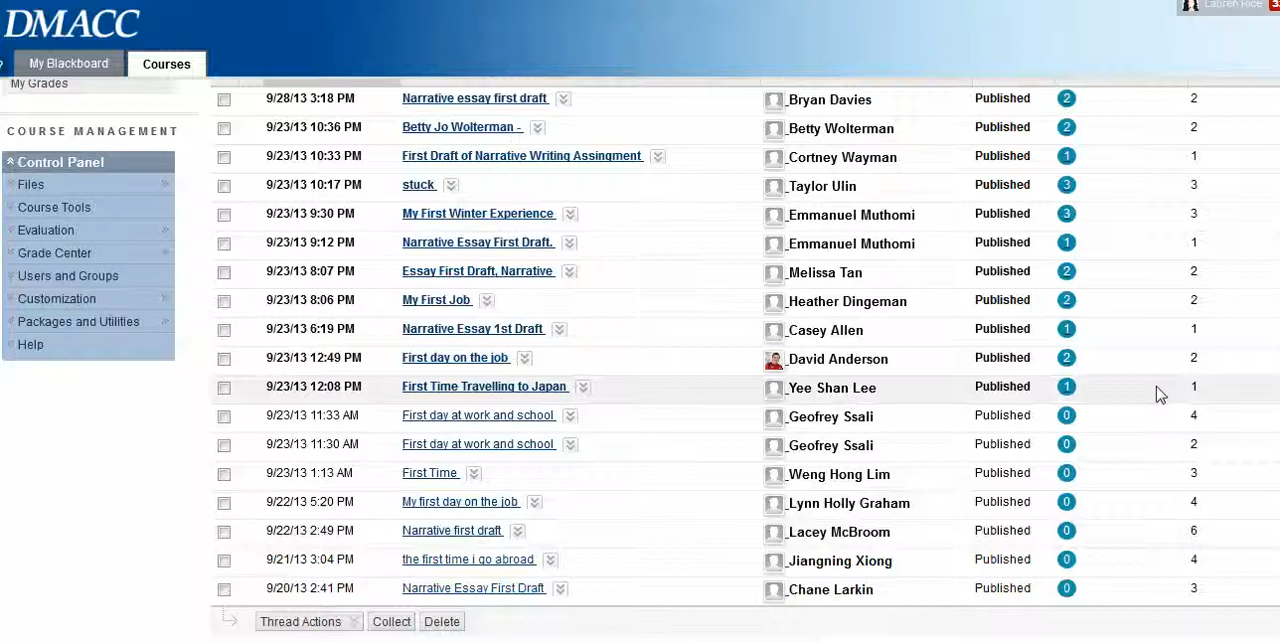 Labren Rice 3
DMACC
My Blackboard Courses
My Grades
COURSE MANAGEMENT
Control Panel
Files
Course Tools
Evaluation
Grade Center
Users and Groups
Customization
Packages and Utilities
Help
9/28/13 3:18 PM Narrative essay first draft Bryan Davies Published 2 2
9/23/13 10:36 PM Betty Jo Wolterman - Betty Wolterman Published 2 2
9/23/13 10:33 PM First Draft of Narrative Writing Assingment Cortney Wayman Published 1 1
9/23/13 10:17 PM stuck Taylor Ulin Published 3 3
9/23/13 9:30 PM My First Winter Experience Emmanuel Muthomi Published 3 3
9/23/13 9:12 PM Narrative Essay First Draft. Emmanuel Muthomi Published 1 1
9/23/13 8:07 PM Essay First Draft, Narrative Melissa Tan Published 2 2
9/23/13 8:06 PM My First Job Heather Dingeman Published 2 2
9/23/13 6:19 PM Narrative Essay 1st Draft Casey Allen Published 1 1
9/23/13 12:49 PM First day on the job David Anderson Published 2 2
9/23/13 12:08 PM First Time Travelling to Japan Yee Shan Lee Published 1 1
9/23/13 11:33 AM First day at work and school Geofrey Ssali Published 0 4
9/23/13 11:30 AM First day at work and school Geofrey Ssali Published 0 2
9/23/13 1:13 AM First Time Weng Hong Lim Published 0 3
9/22/13 5:20 PM My first day on the job Lynn Holly Graham Published 0 4
9/22/13 2:49 PM Narrative first draft Lacey McBroom Published 0 6
9/21/13 3:04 PM the first time i go abroad Jiangning Xiong Published 0 4
9/20/13 2:41 PM Narrative Essay First Draft Chane Larkin Published 0 3
Thread Actions Collect Delete